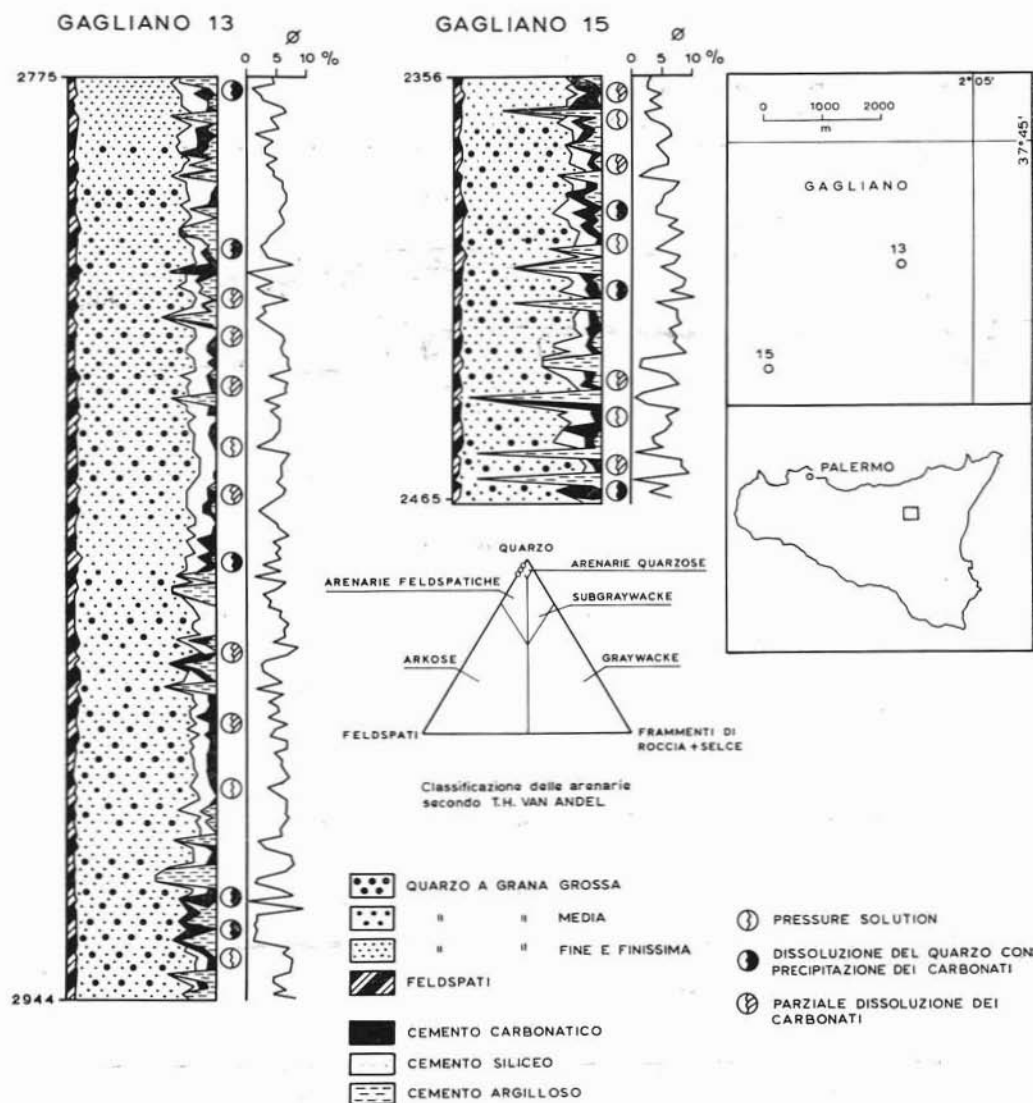 GAGLIANO 13
Ø
0 5 10 %
2775
2944
GAGLIANO 15
Ø
0 5 10 %
2356
2465
2°05'
37°45'
0 1000 2000
m
GAGLIANO
13
15
PALERMO
QUARZO
ARENARIE FELDSPATICHE
ARENARIE QUARZOSE
SUBGRAYWACKE
ARKOSE
GRAYWACKE
FELDSPATI
FRAMMENTI DI
ROCCIA + SELCE
Classificazione delle arenarie
secondo T.H. VAN ANDEL
QUARZO A GRANA GROSSA
" " MEDIA
" " FINE E FINISSIMA
FELDSPATI
CEMENTO CARBONATICO
CEMENTO SILICEO
CEMENTO ARGILLOSO
PRESSURE SOLUTION
DISSOLUZIONE DEL QUARZO CON
PRECIPITAZIONE DEI CARBONATI
PARZIALE DISSOLUZIONE DEI
CARBONATI